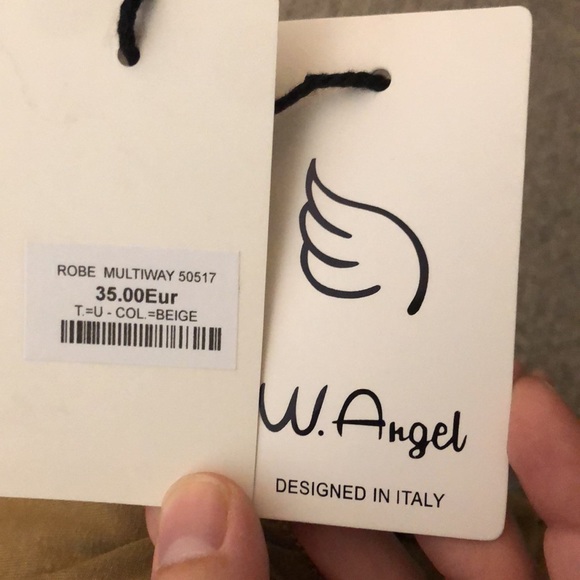 ROBE MULTIWAY 50517
35.00Eur
T.=U - COL.=BEIGE
W. Angel
DESIGNED IN ITALY